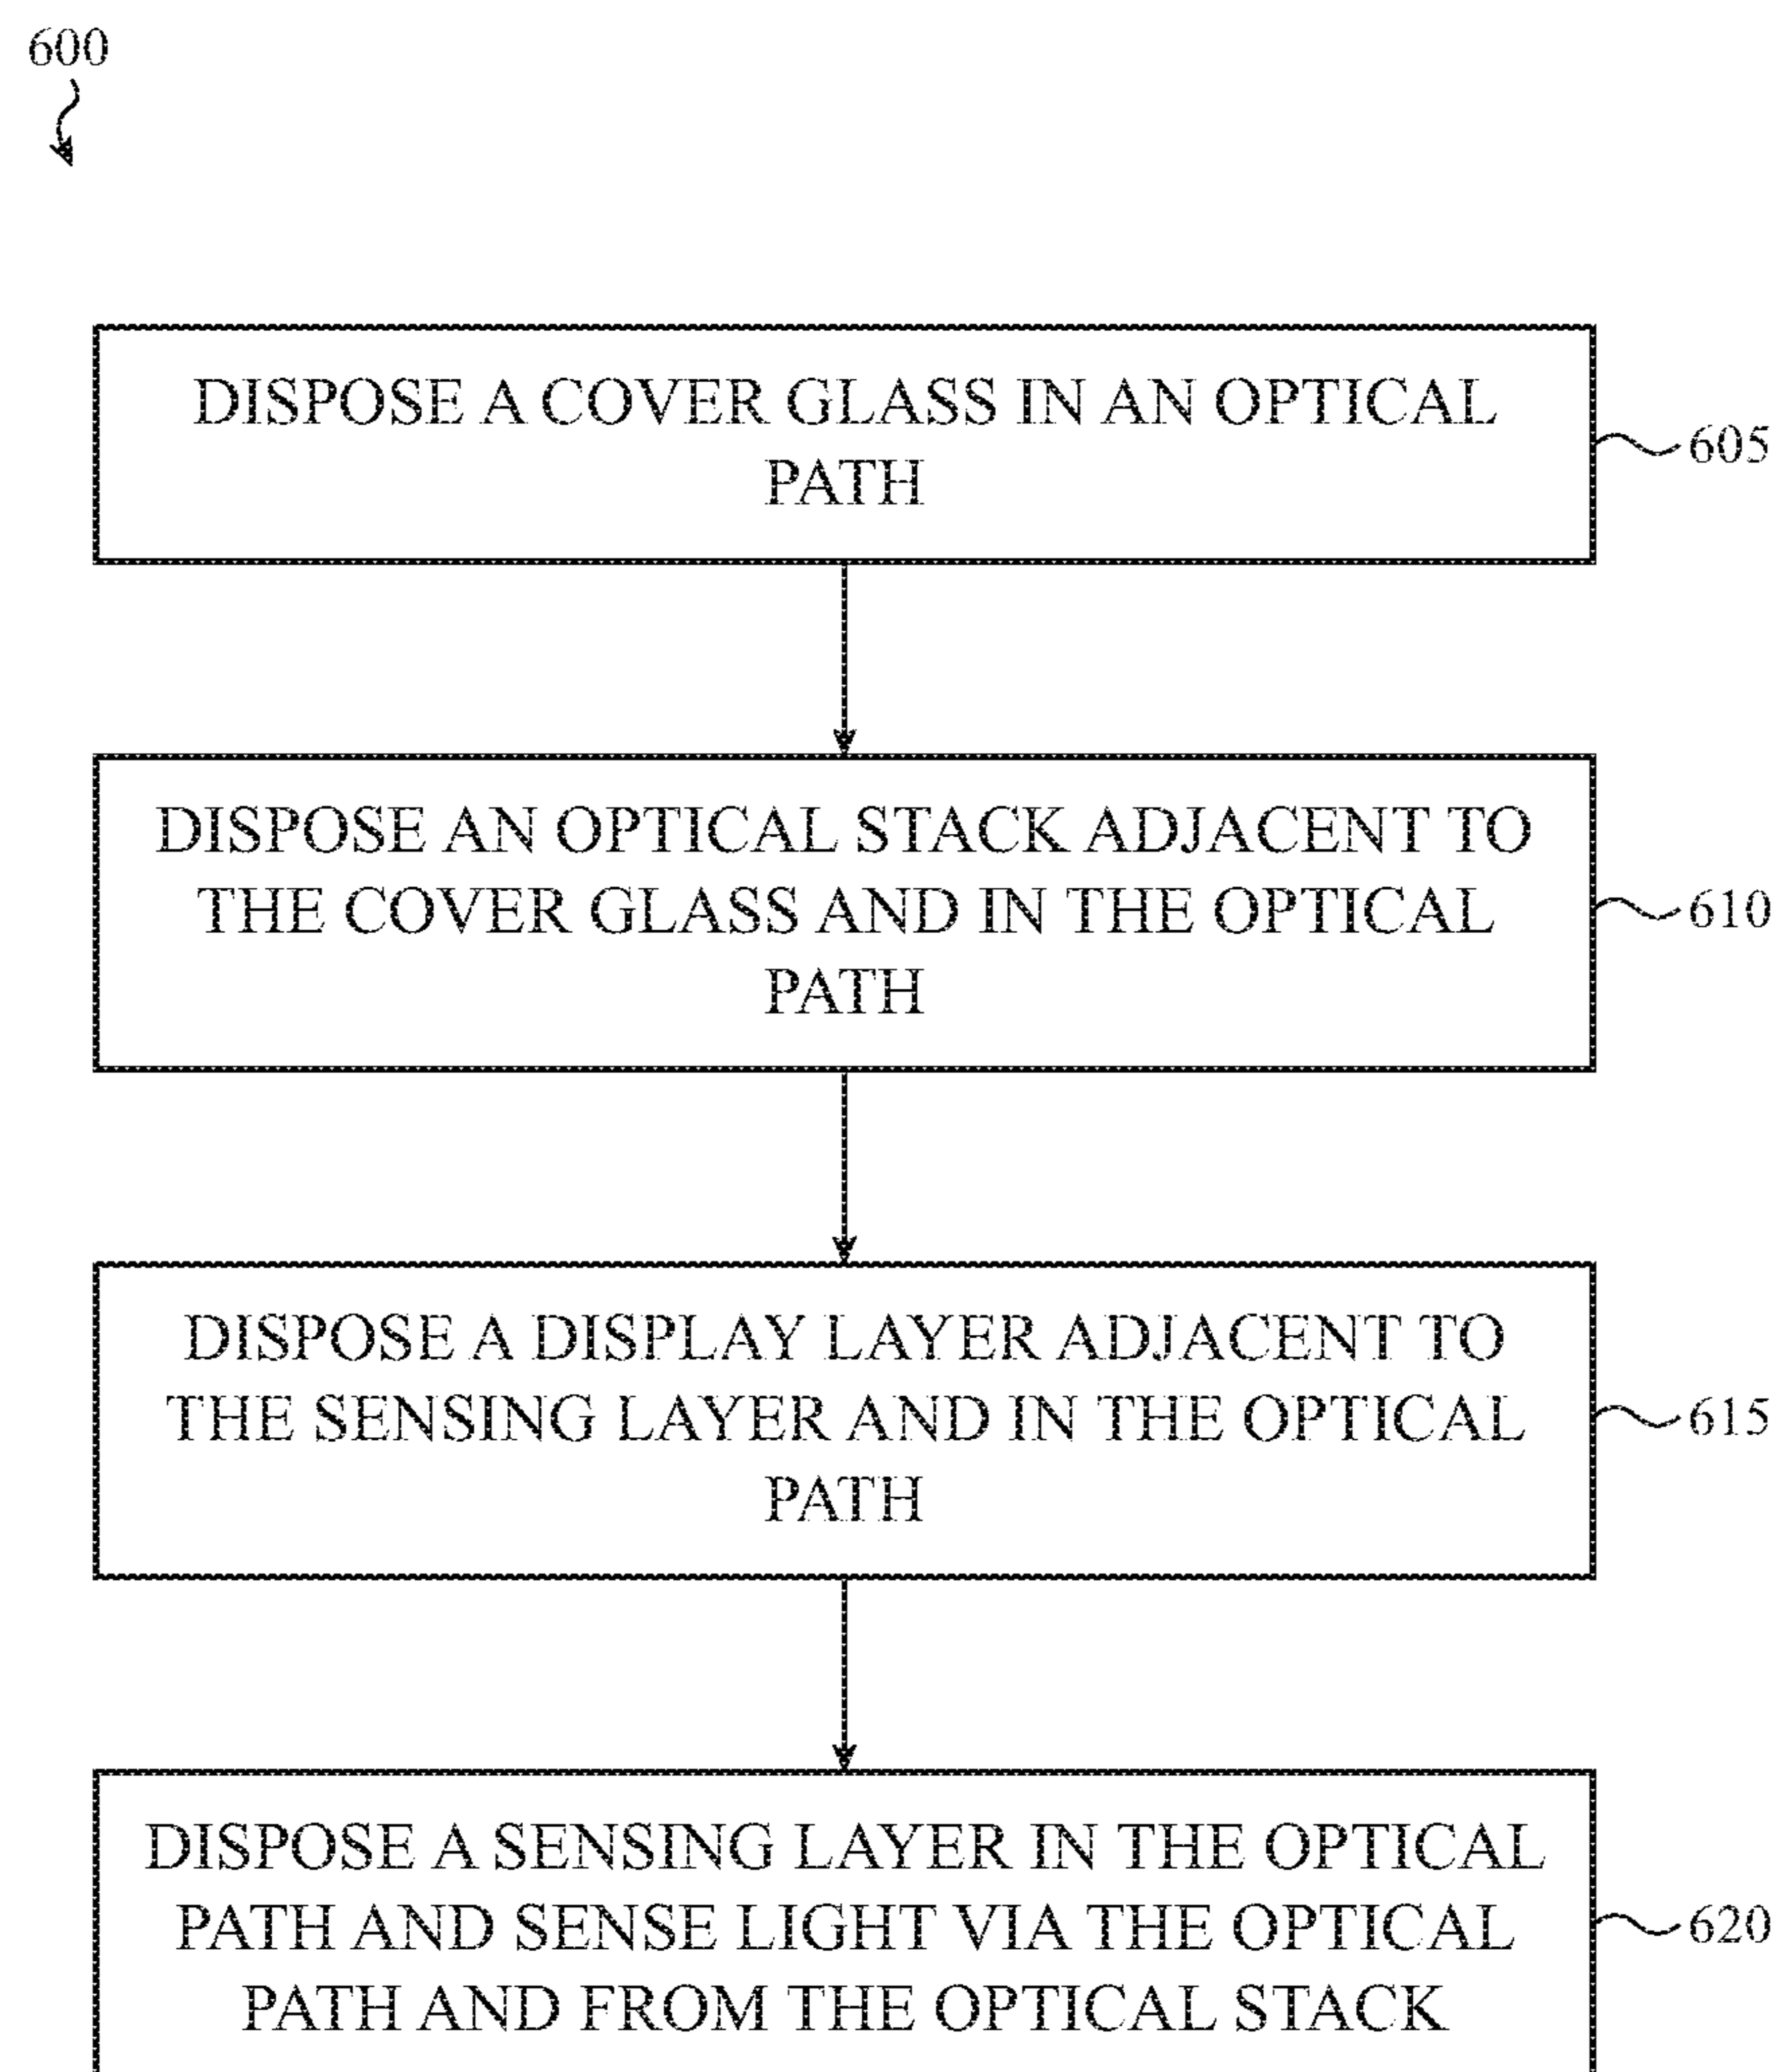 600
DISPOSE A COVER GLASS IN AN OPTICAL
PATH
605
DISPOSE AN OPTICAL STACK ADJACENT TO
THE COVER GLASS AND IN THE OPTICAL
PATH
610
DISPOSE A DISPLAY LAYER ADJACENT TO
THE SENSING LAYER AND IN THE OPTICAL
PATH
615
DISPOSE A SENSING LAYER IN THE OPTICAL
PATH AND SENSE LIGHT VIA THE OPTICAL
PATH AND FROM THE OPTICAL STACK
620